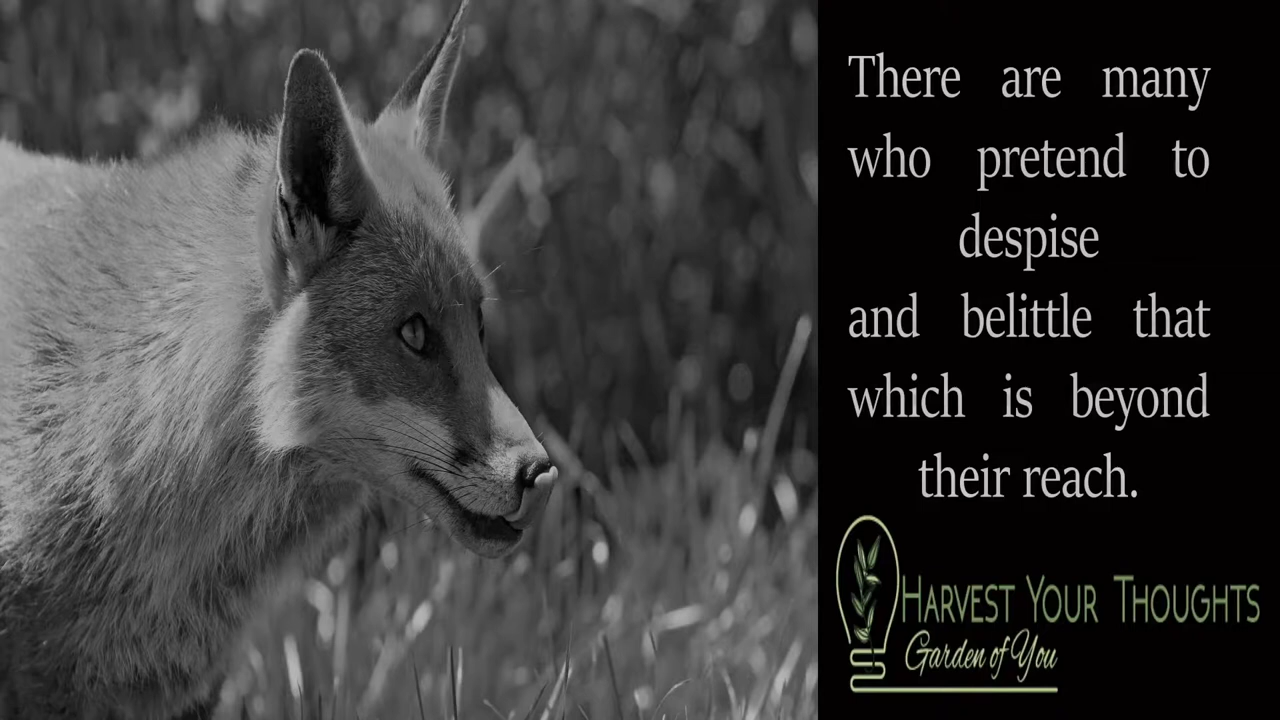 There are many
who pretend to
despise
and belittle that
which is beyond
their reach.
HARVEST YOUR THOUGHTS
Garden of You